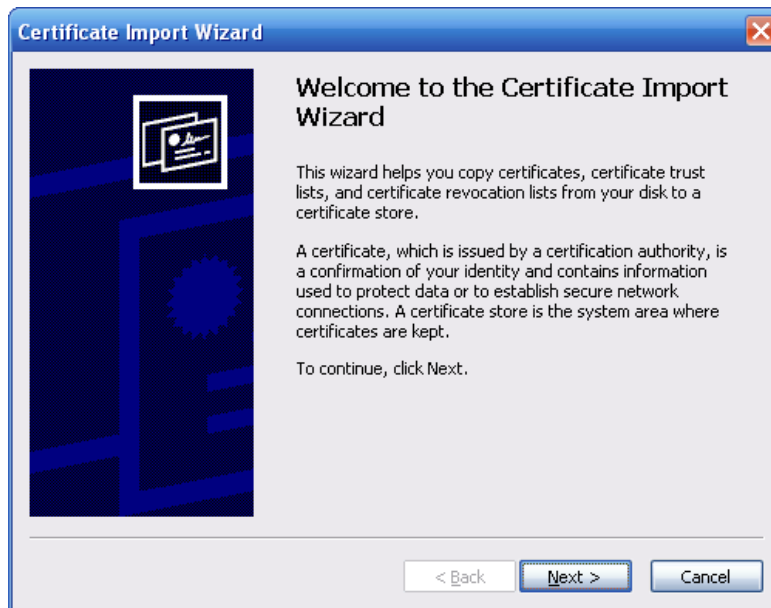 Certificate Import Wizard
Welcome to the Certificate Import
Wizard
This wizard helps you copy certificates, certificate trust
lists, and certificate revocation lists from your disk to a
certificate store.
A certificate, which is issued by a certification authority, is
a confirmation of your identity and contains information
used to protect data or to establish secure network
connections. A certificate store is the system area where
certificates are kept.
To continue, click Next.
< Back Next > Cancel